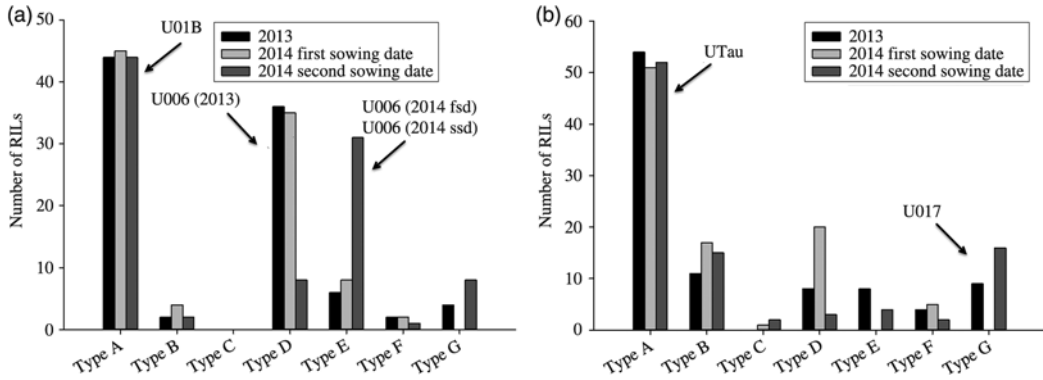 (a)
50
40
30
20
10
0
Number of RILs
U01B
2013
2014 first sowing date
2014 second sowing date
U006 (2013)
U006 (2014 fsd)
U006 (2014 ssd)
Type A
Type B
Type C
Type D
Type E
Type F
Type G
(b)
60
50
40
30
20
10
0
Number of RILs
2013
2014 first sowing date
2014 second sowing date
UTau
U017
Type A
Type B
Type C
Type D
Type E
Type F
Type G